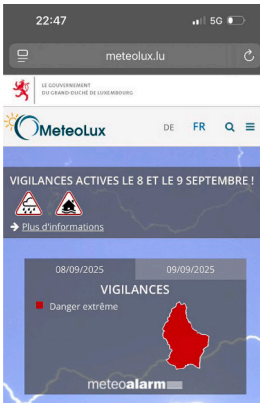 22:47
5G
meteolux.lu
LE GOUVERNEMENT
DU GRAND-DUCHÉ DE LUXEMBOURG
MeteoLux
DE FR
VIGILANCES ACTIVES LE 8 ET LE 9 SEPTEMBRE !
→ Plus d'informations
08/09/2025 09/09/2025
VIGILANCES
Danger extrême
meteoalarm